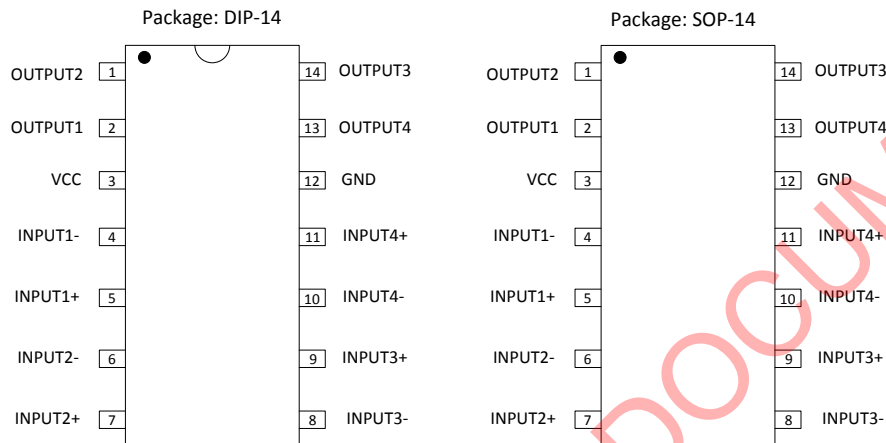 Package: DIP-14
OUTPUT2 1 14 OUTPUT3
OUTPUT1 2 13 OUTPUT4
VCC 3 12 GND
INPUT1- 4 11 INPUT4+
INPUT1+ 5 10 INPUT4-
INPUT2- 6 9 INPUT3+
INPUT2+ 7 8 INPUT3-
Package: SOP-14
OUTPUT2 1 14 OUTPUT3
OUTPUT1 2 13 OUTPUT4
VCC 3 12 GND
INPUT1- 4 11 INPUT4+
INPUT1+ 5 10 INPUT4-
INPUT2- 6 9 INPUT3+
INPUT2+ 7 8 INPUT3-
DOCUM